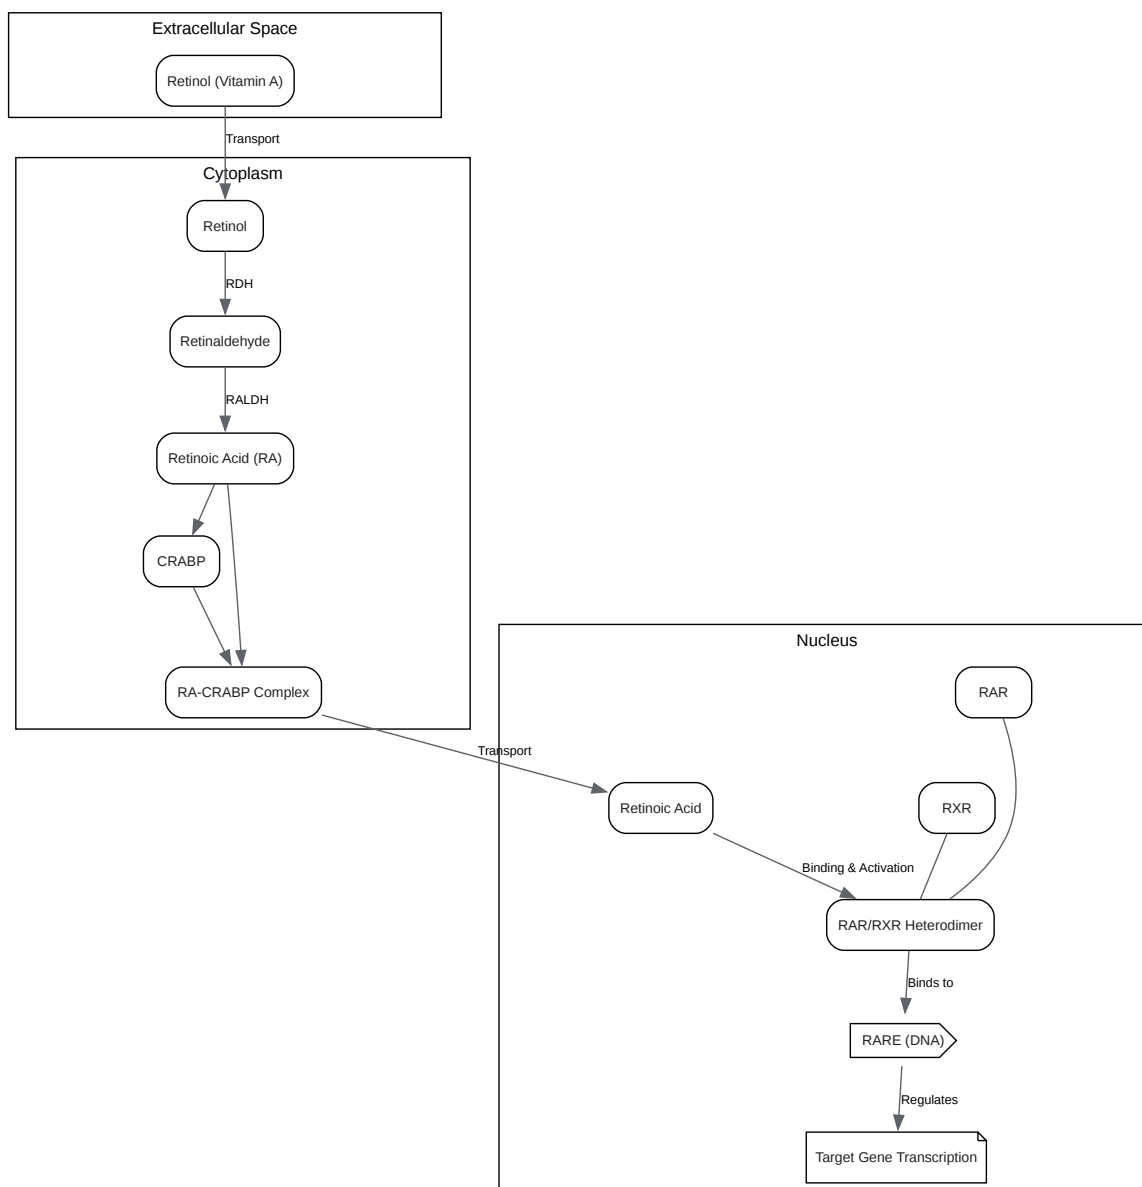 Extracellular Space
Retinol (Vitamin A)
Transport
Cytoplasm
Retinol
RDH
Retinaldehyde
RALDH
Retinoic Acid (RA)
CRABP
RA-CRABP Complex
Transport
Nucleus
RAR
Retinoic Acid
RXR
Binding & Activation
RAR/RXR Heterodimer
Binds to
RARE (DNA)
Regulates
Target Gene Transcription